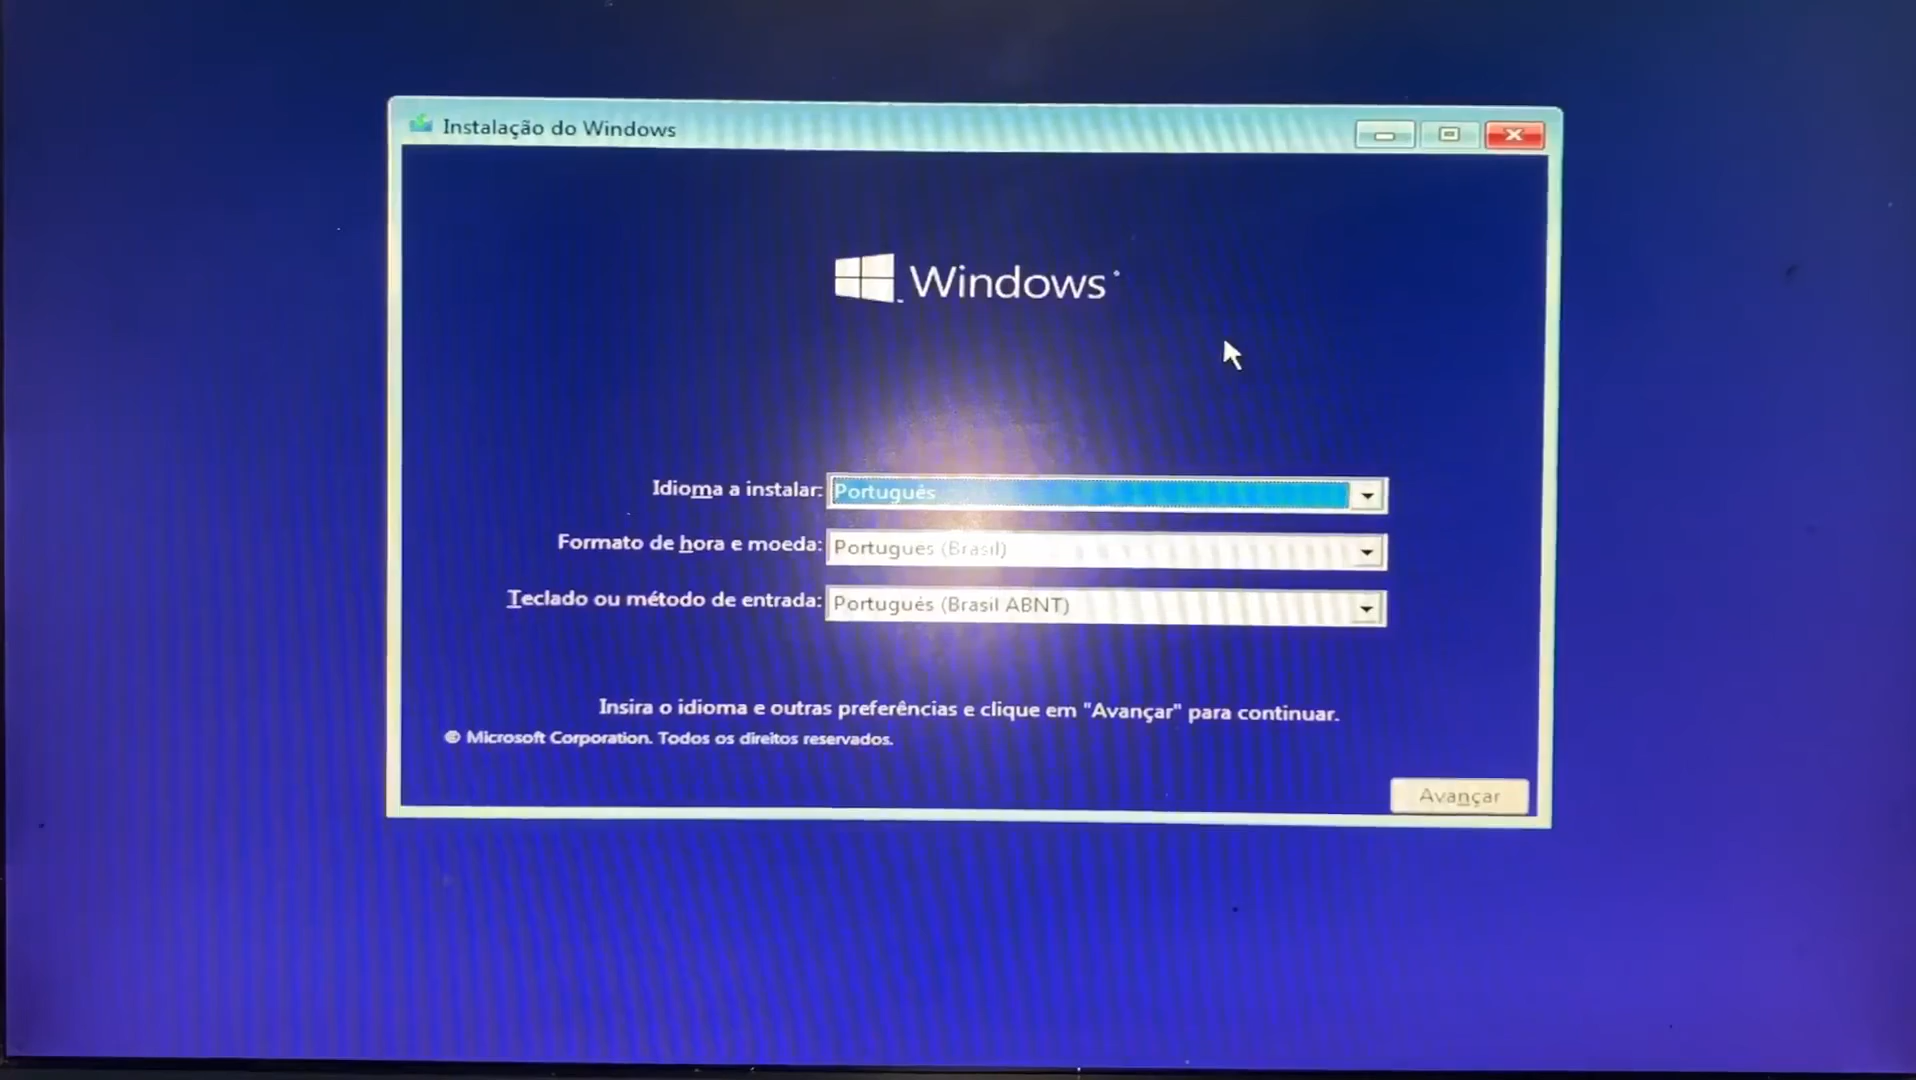 Instalação do Windows
Windows
Idioma a instalar: Português
Formato de hora e moeda: Português (Brasil)
Teclado ou método de entrada: Português (Brasil ABNT)
Insira o idioma e outras preferências e clique em "Avançar" para continuar.
© Microsoft Corporation. Todos os direitos reservados.
Avançar